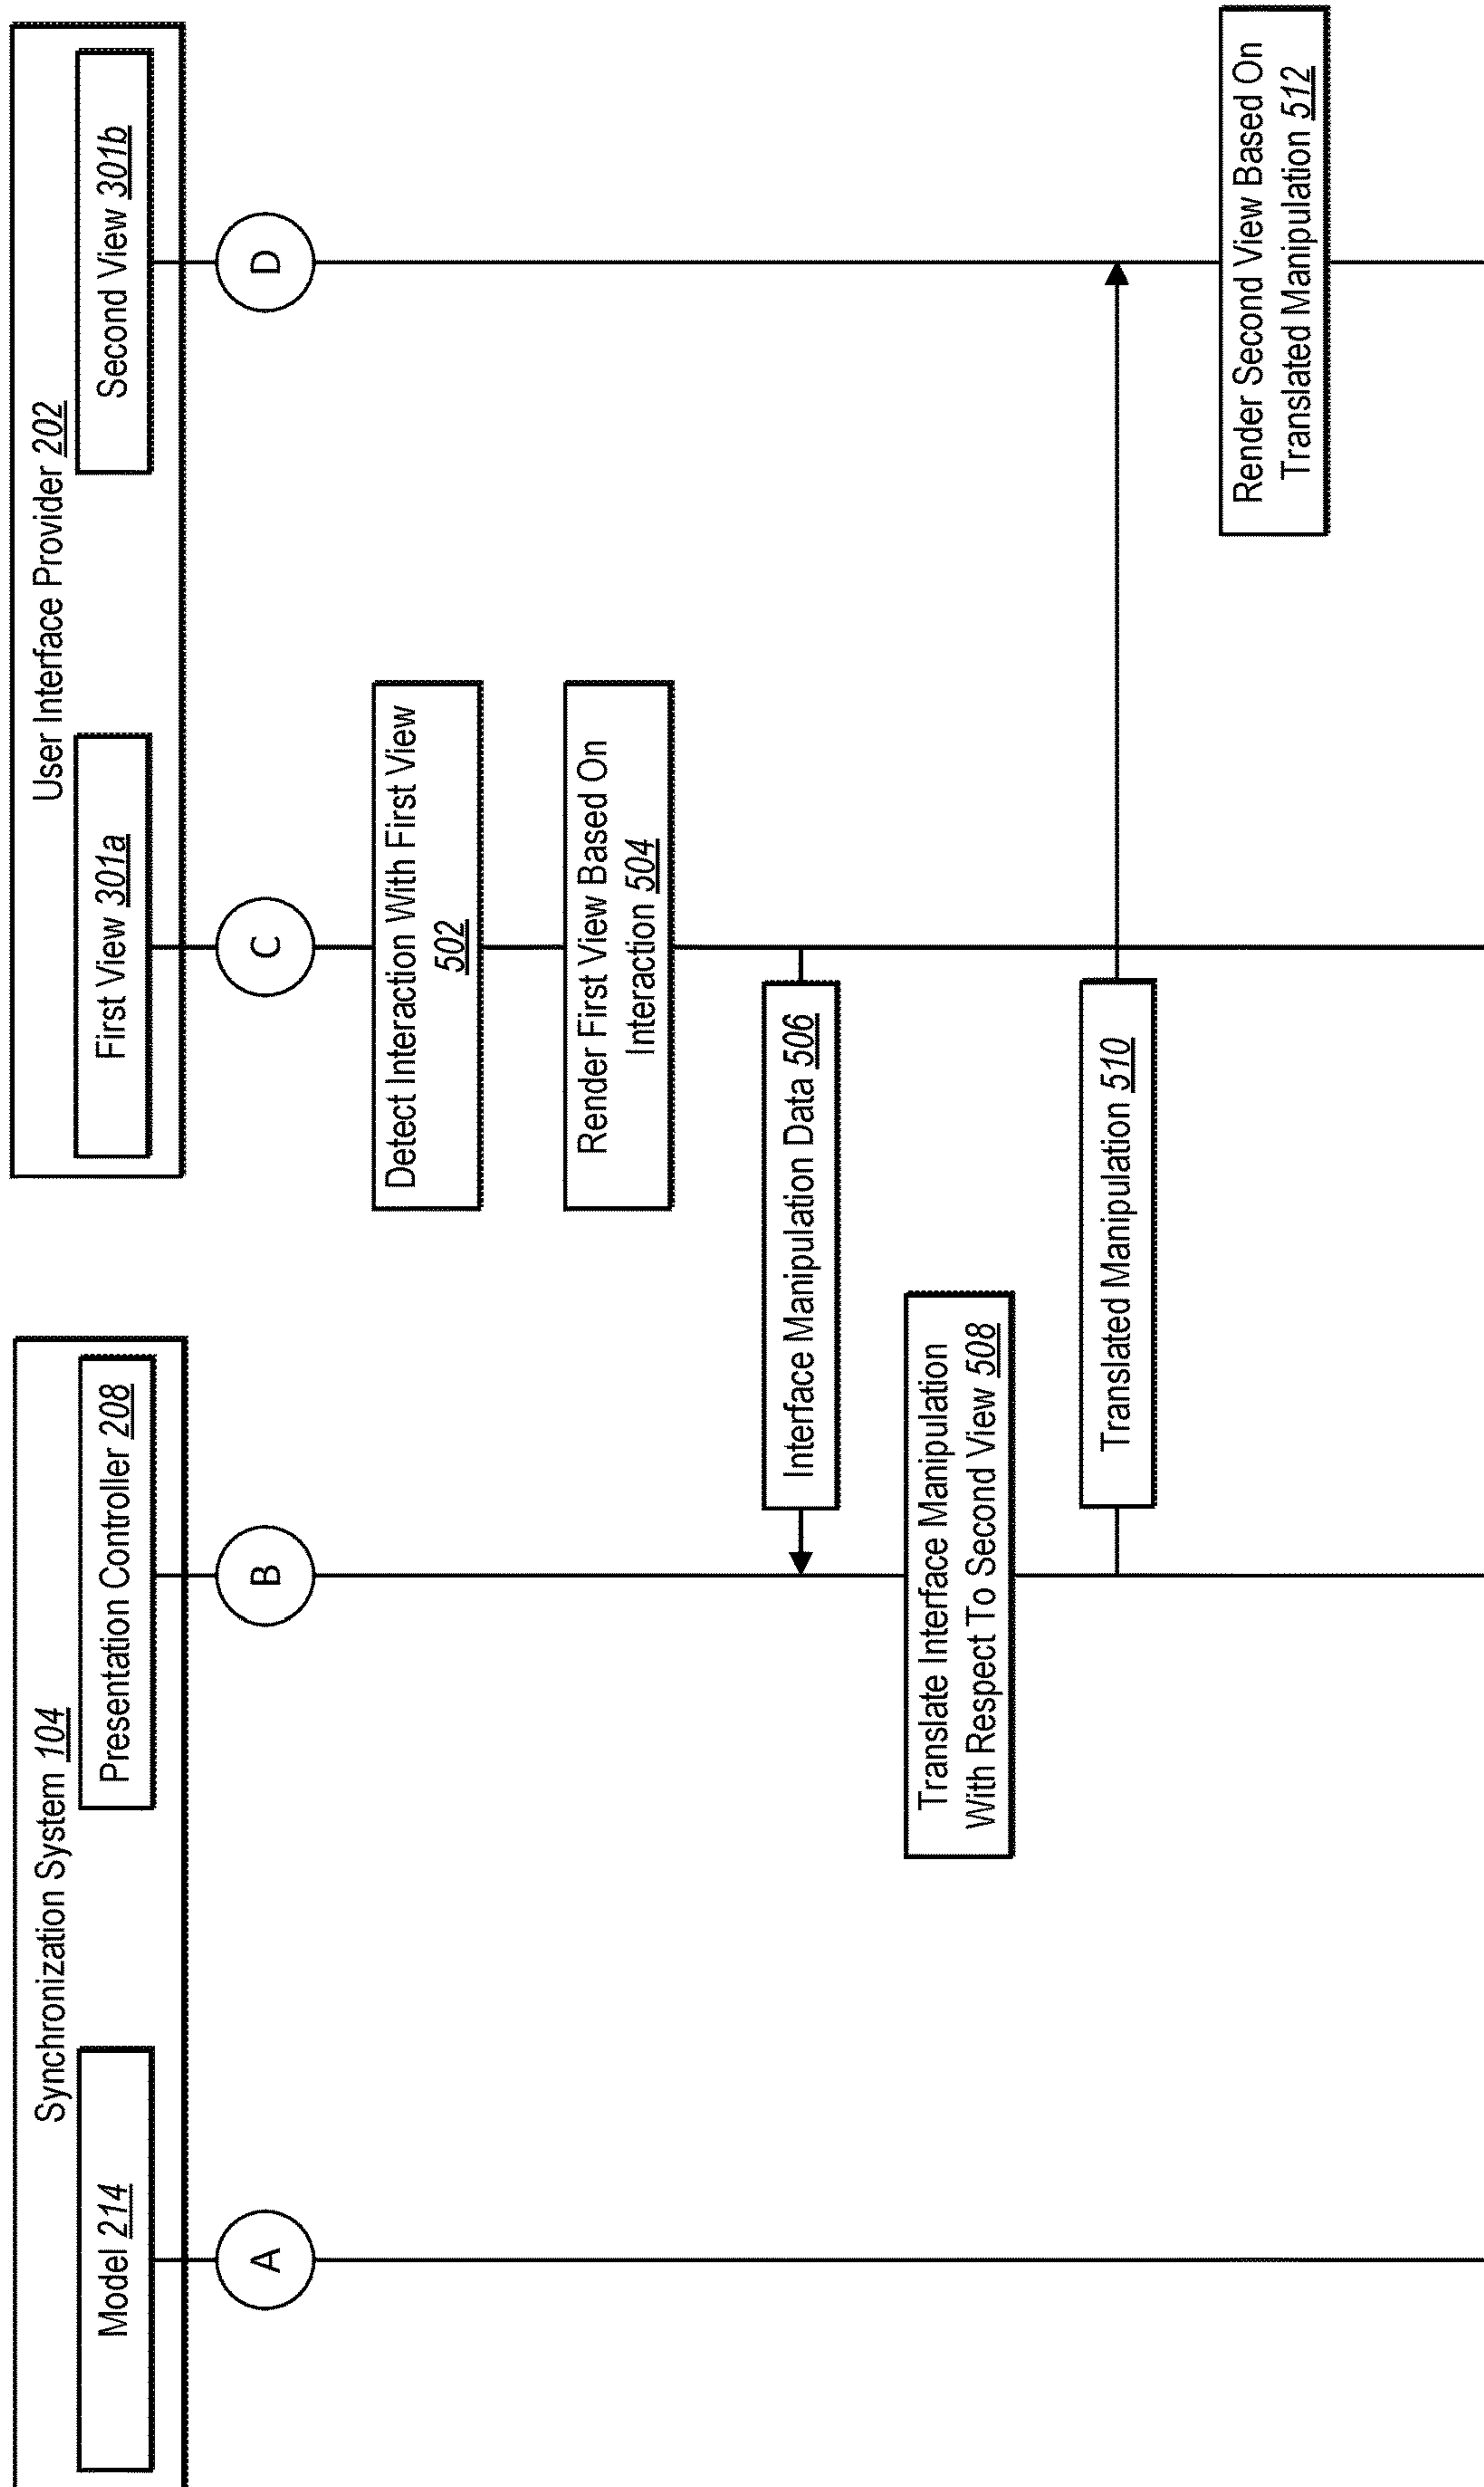 Synchronization System 104
User Interface Provider 202
Model 214
Presentation Controller 208
First View 301a
Second View 301b
A
B
C
D
Detect Interaction With First View
502
Render First View Based On
Interaction 504
Interface Manipulation Data 506
Translate Interface Manipulation
With Respect To Second View 508
Translated Manipulation 510
Render Second View Based On
Translated Manipulation 512